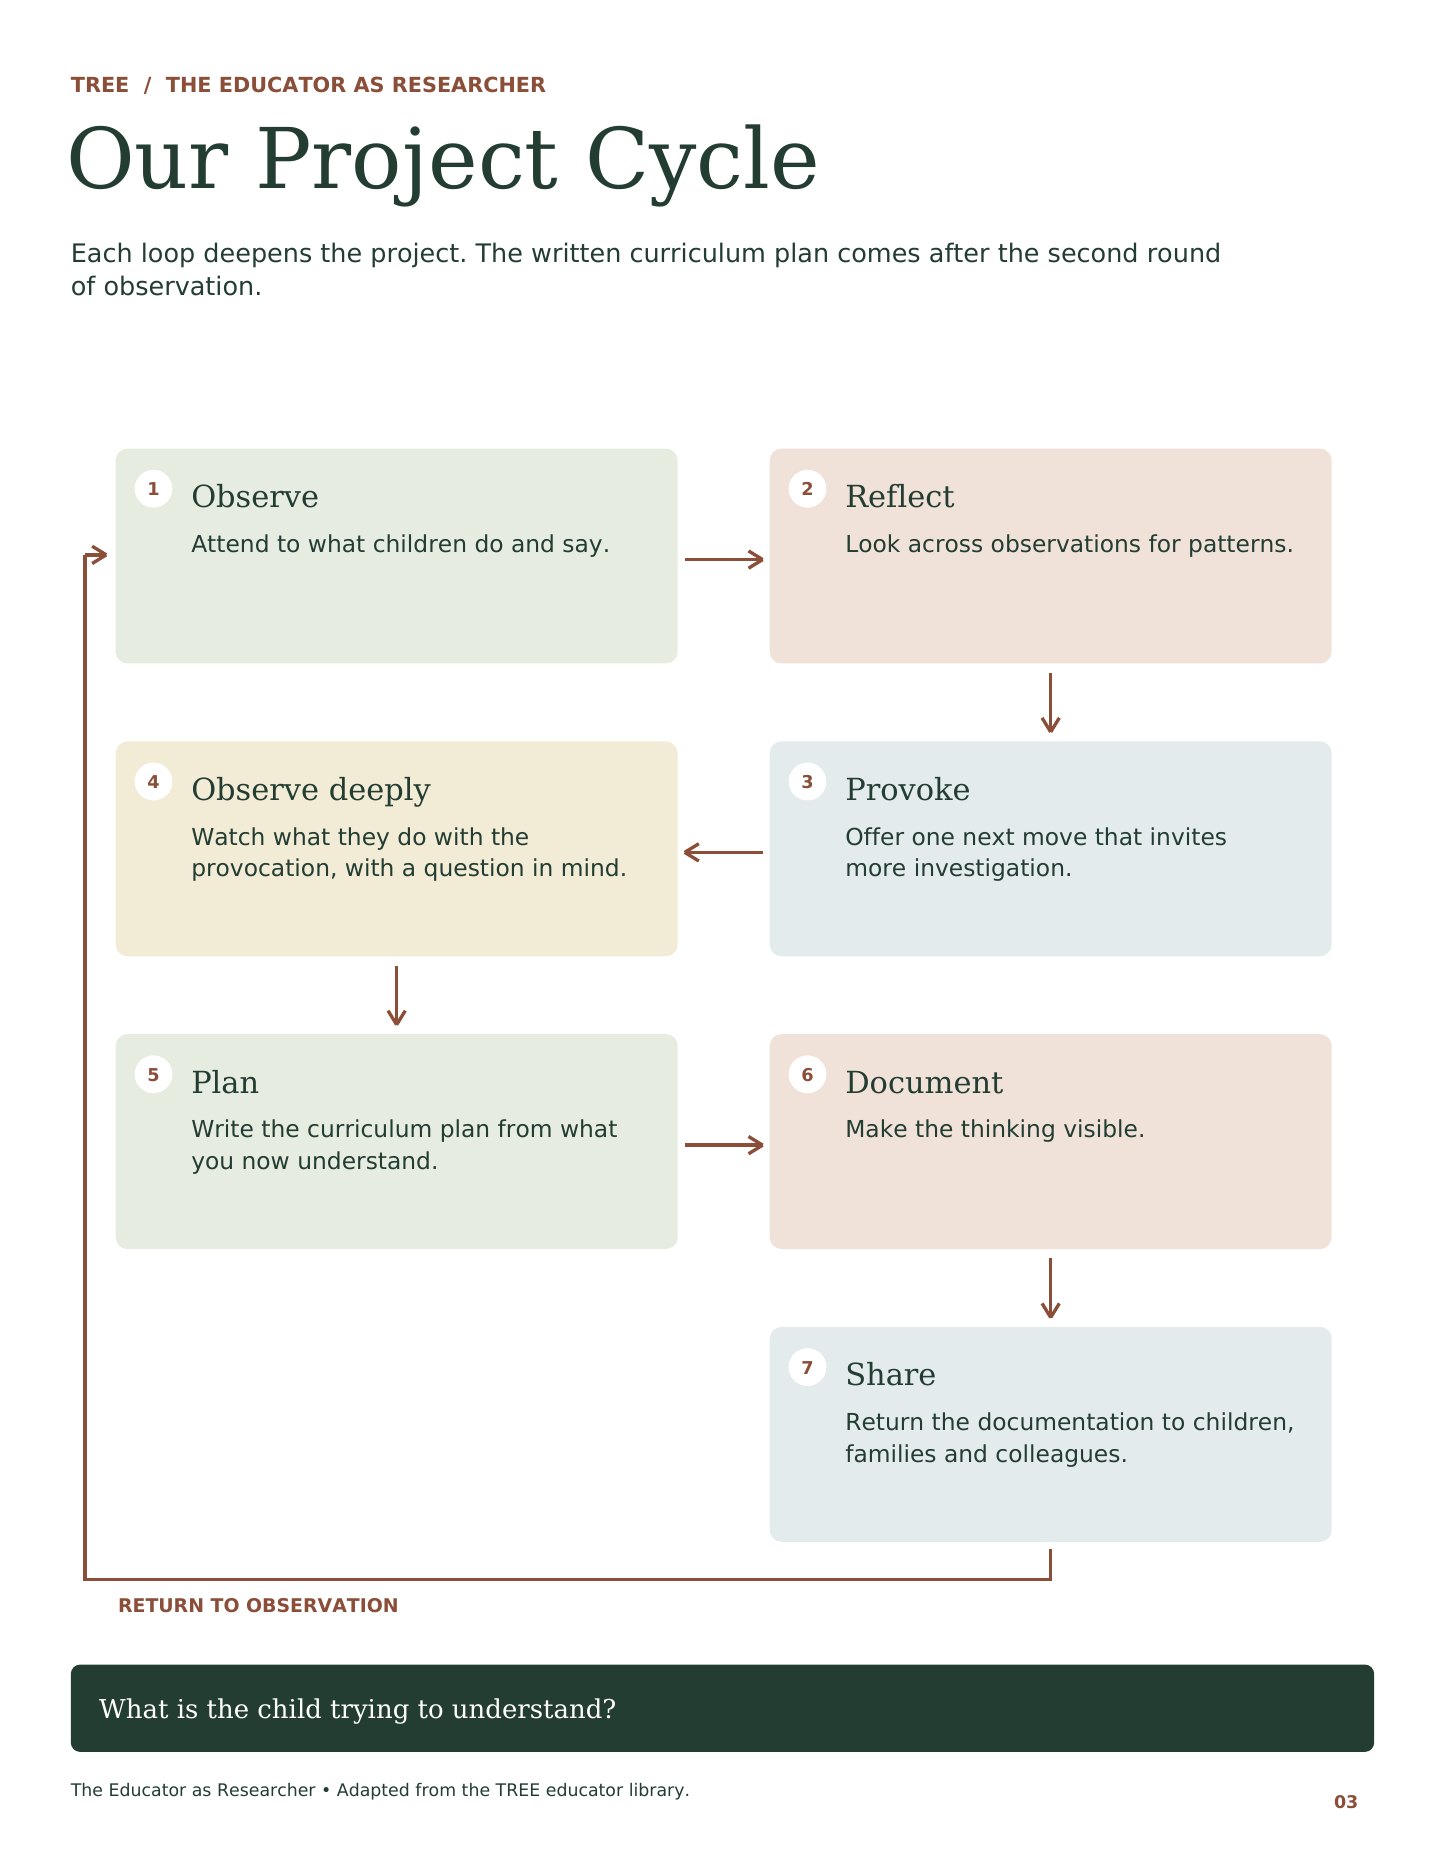 TREE / THE EDUCATOR AS RESEARCHER
Our Project Cycle
Each loop deepens the project. The written curriculum plan comes after the second round
of observation.
1
Observe
Attend to what children do and say.
2
Reflect
Look across observations for patterns.
3
Provoke
Offer one next move that invites
more investigation.
4
Observe deeply
Watch what they do with the
provocation, with a question in mind.
5
Plan
Write the curriculum plan from what
you now understand.
6
Document
Make the thinking visible.
7
Share
Return the documentation to children,
families and colleagues.
RETURN TO OBSERVATION
What is the child trying to understand?
The Educator as Researcher • Adapted from the TREE educator library.
03